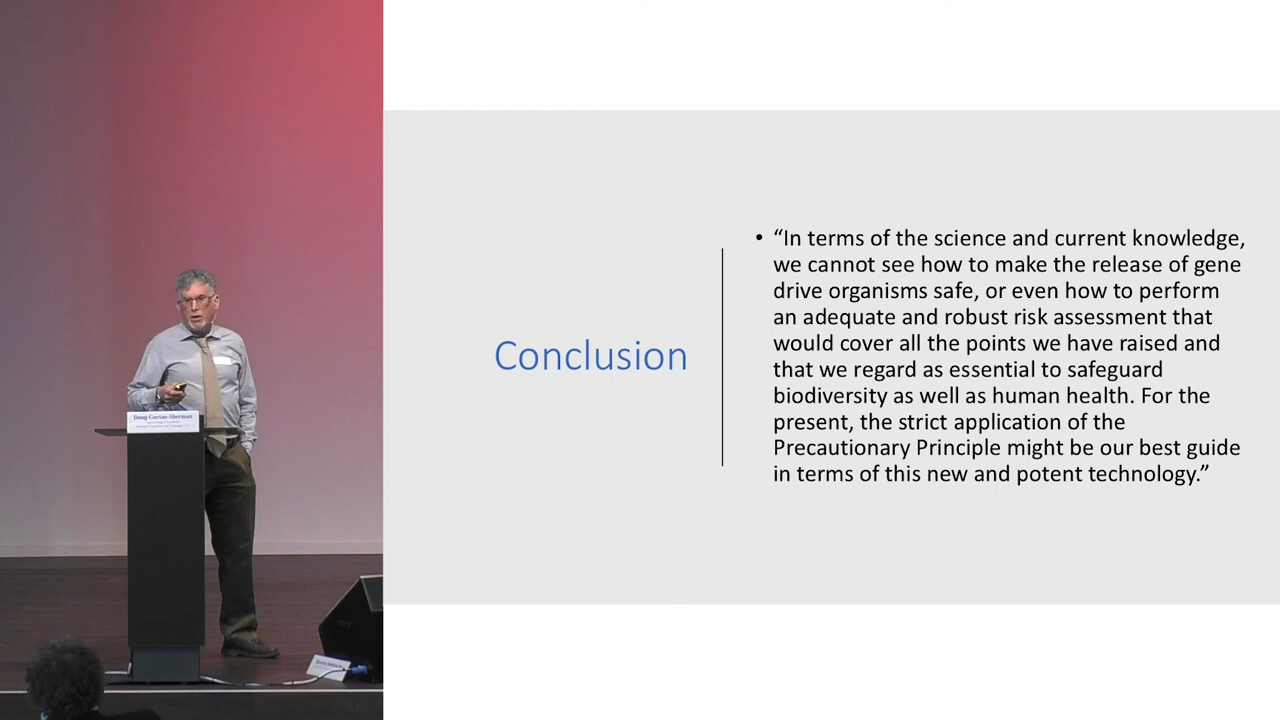 Doug Gurian-Sherman
Conclusion
• “In terms of the science and current knowledge,
we cannot see how to make the release of gene
drive organisms safe, or even how to perform
an adequate and robust risk assessment that
would cover all the points we have raised and
that we regard as essential to safeguard
biodiversity as well as human health. For the
present, the strict application of the
Precautionary Principle might be our best guide
in terms of this new and potent technology.”